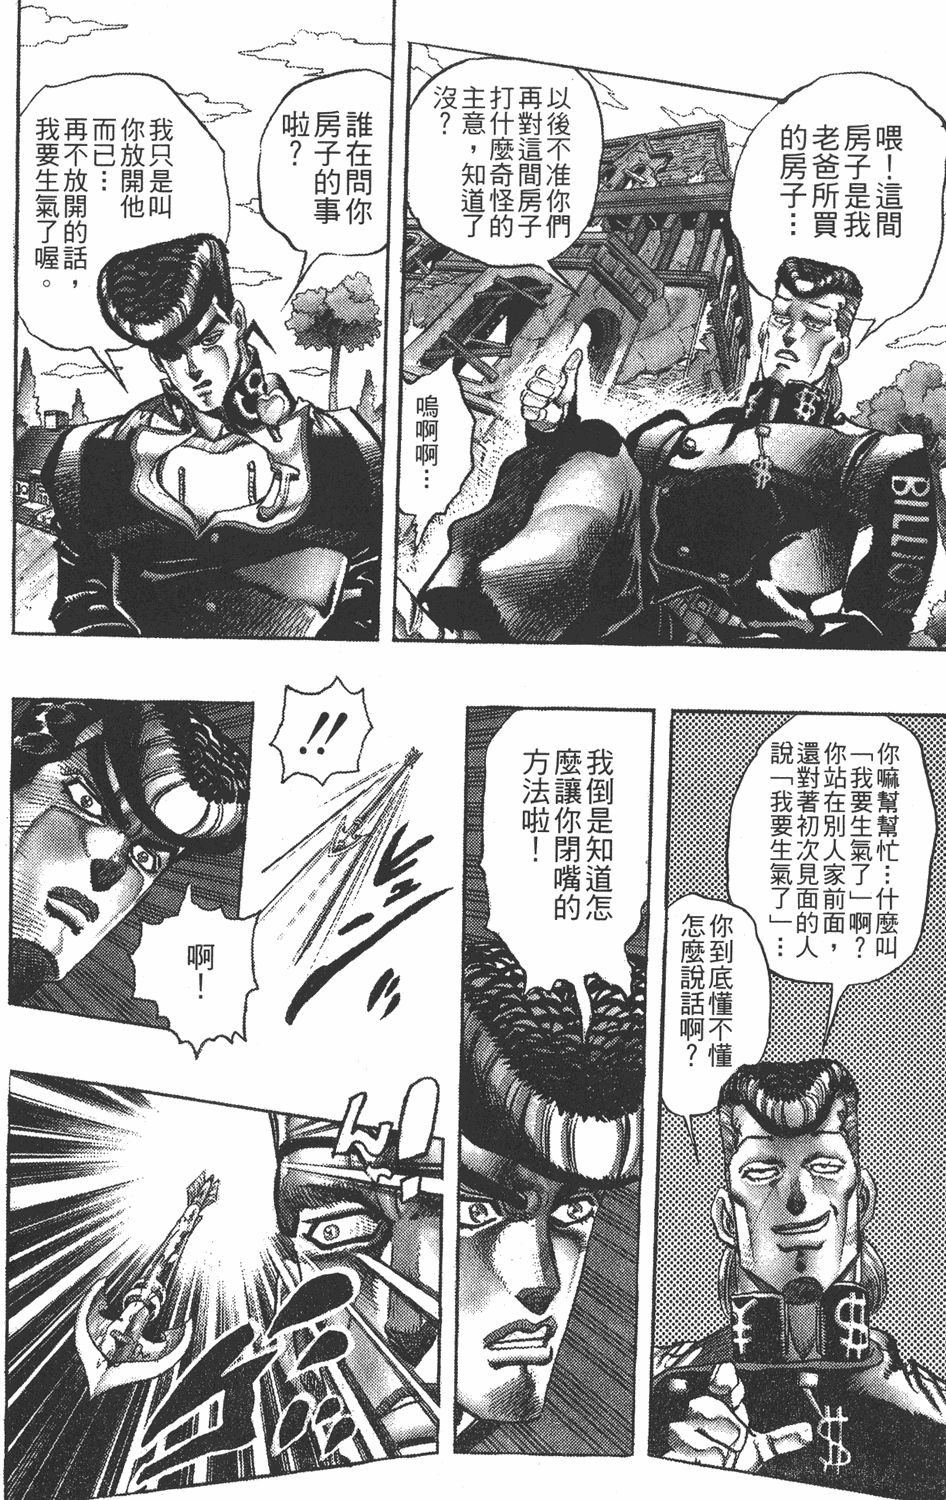 喂！這間
房子是我
老爸所買
的房子…
以後不准你們
再對這間房子
打什麼奇怪的
主意，知道了
沒？
嗚啊啊…
BILLION
$
誰在問你
房子的事
啦？
我只是叫
你放開他
而已…
再不放開的話，
我要生氣了喔。
你嘛幫幫忙…什麼叫
「我要生氣了」啊？
你站在別人家前面，
還對著初次見面的人
說「我要生氣了」…
你到底懂不懂
怎麼說話啊？
¥
$
$
我倒是知道怎
麼讓你閉嘴的
方法啦！
!!
啊！